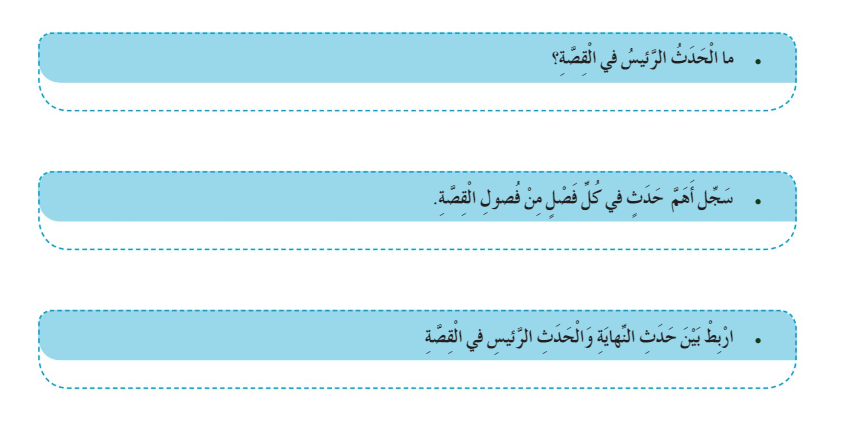 • ما الْحَدَثُ الرَّئيسُ في الْقِصَّةِ؟
• سَجِّل أَهَمَّ حَدَثٍ في كُلِّ فَصْلٍ مِنْ فُصولِ الْقِصَّةِ.
• ارْبِطْ بَيْنَ حَدَثِ النِّهايَةِ وَالْحَدَثِ الرَّئيسِ في الْقِصَّةِ